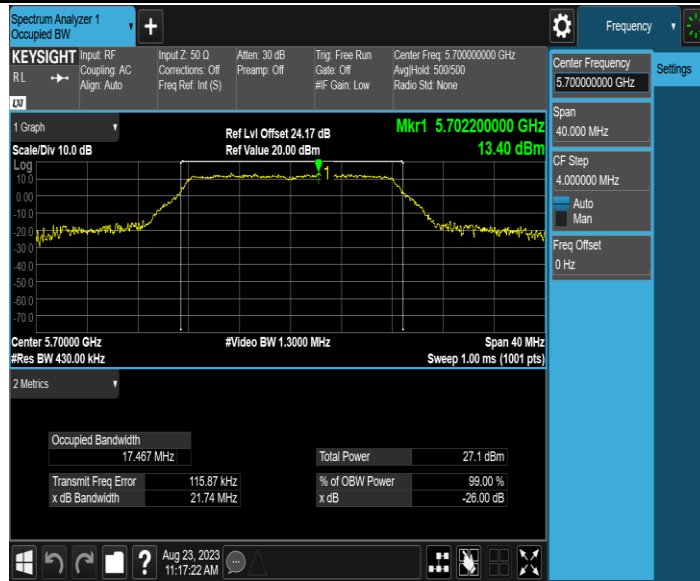 Spectrum Analyzer 1
Occupied BW
+
Frequency
KEYSIGHT
RL
LXI
Input: RF
Coupling: AC
Align: Auto
Input Z: 50 Ω
Corrections: Off
Freq Ref: Int (S)
Atten: 30 dB
Preamp: Off
Trig: Free Run
Gate: Off
#IF Gain: Low
Center Freq: 5.700000000 GHz
Avg|Hold: 500/500
Radio Std: None
Center Frequency
5.700000000 GHz
Settings
Span
40.000 MHz
CF Step
4.000000 MHz
Auto
Man
Freq Offset
0 Hz
1 Graph
Scale/Div 10.0 dB
Ref Lvl Offset 24.17 dB
Ref Value 20.00 dBm
Mkr1 5.702200000 GHz
13.40 dBm
Log
10.0
0.00
-10.0
-20.0
-30.0
-40.0
-50.0
-60.0
-70.0
1
Center 5.70000 GHz
#Res BW 430.00 kHz
#Video BW 1.3000 MHz
Span 40 MHz
Sweep 1.00 ms (1001 pts)
2 Metrics
Occupied Bandwidth
17.467 MHz
Total Power 27.1 dBm
Transmit Freq Error 115.87 kHz
% of OBW Power 99.00 %
x dB Bandwidth 21.74 MHz
x dB -26.00 dB
?
Aug 23, 2023
11:17:22 AM